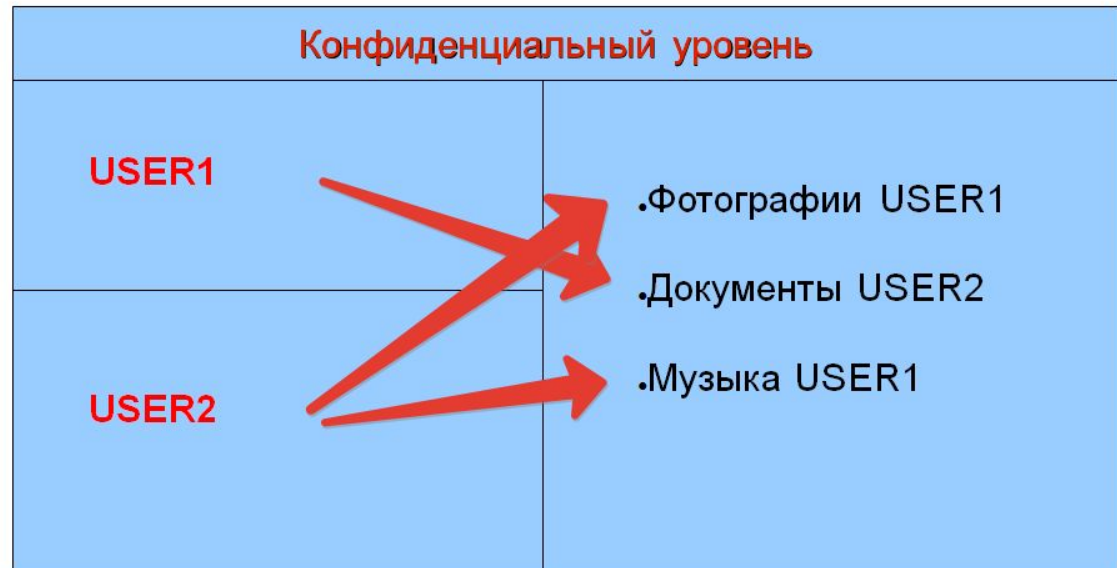 Конфиденциальный уровень
USER1
USER2
•Фотографии USER1
•Документы USER2
•Музыка USER1